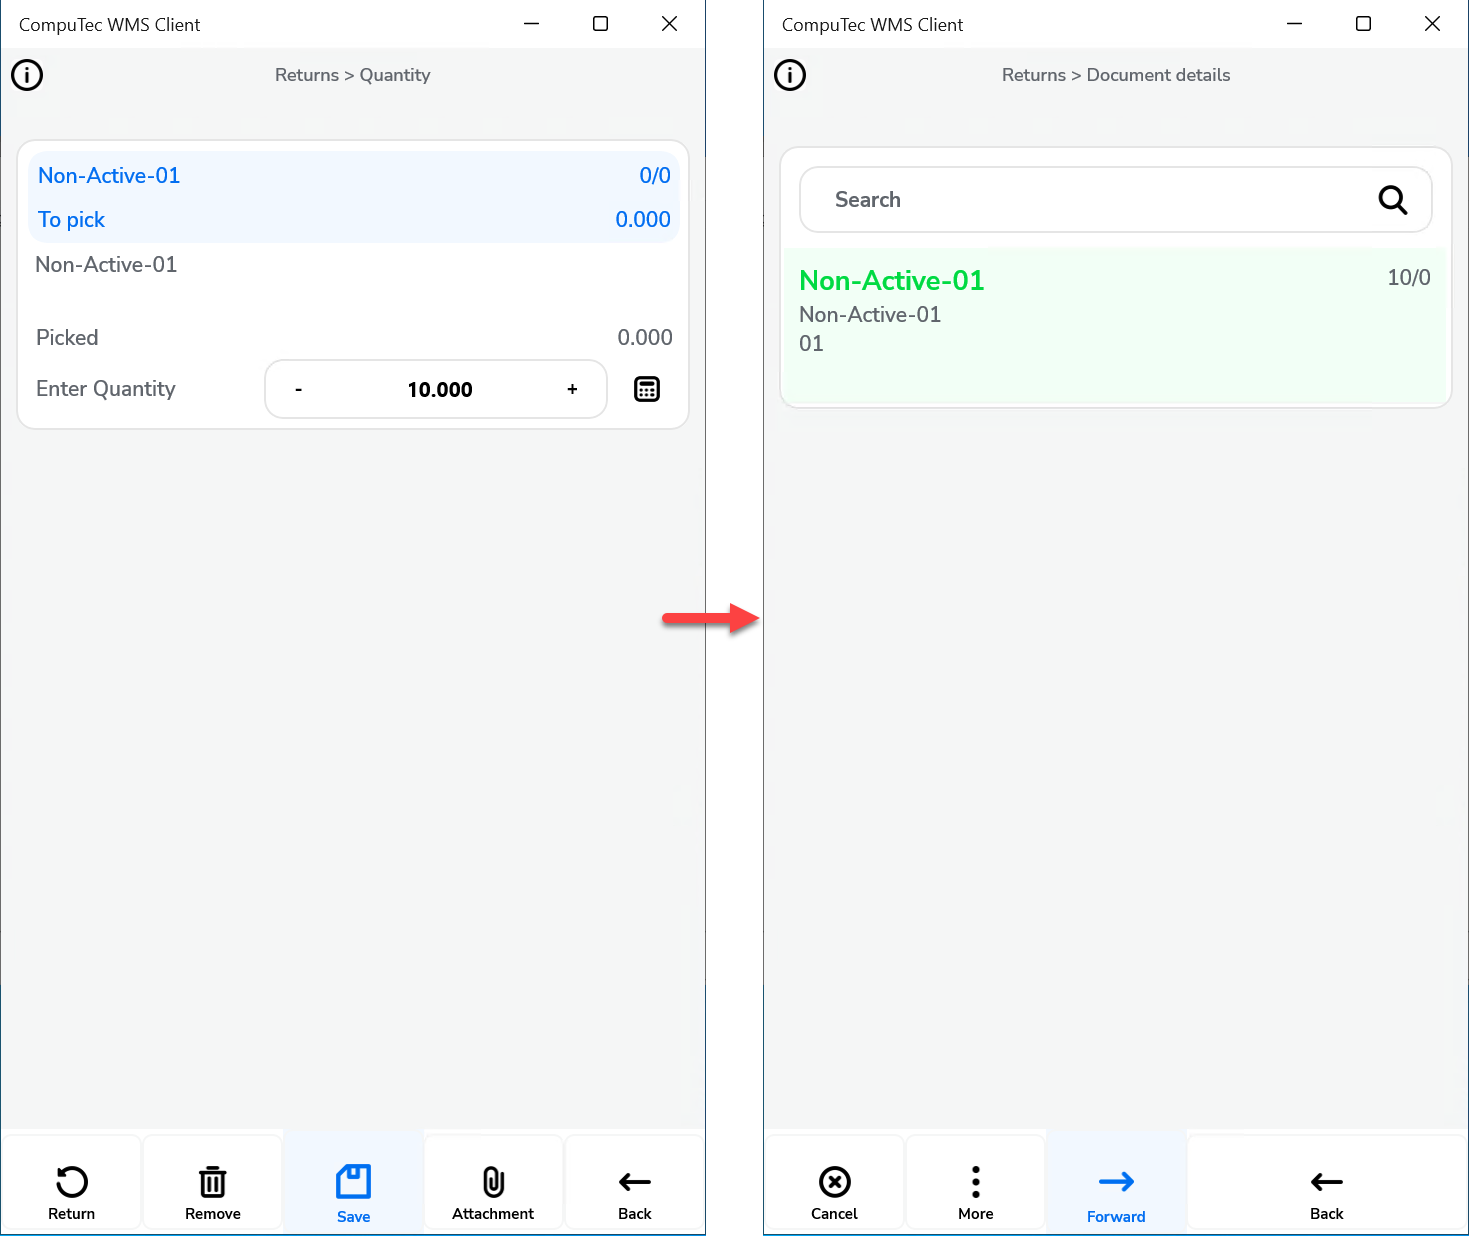 CompuTec WMS Client
Returns > Quantity
Non-Active-01 0/0
To pick 0.000
Non-Active-01
Picked 0.000
Enter Quantity - 10.000 +
Return Remove Save Attachment Back
CompuTec WMS Client
Returns > Document details
Search
Non-Active-01 10/0
Non-Active-01
01
Cancel More Forward Back